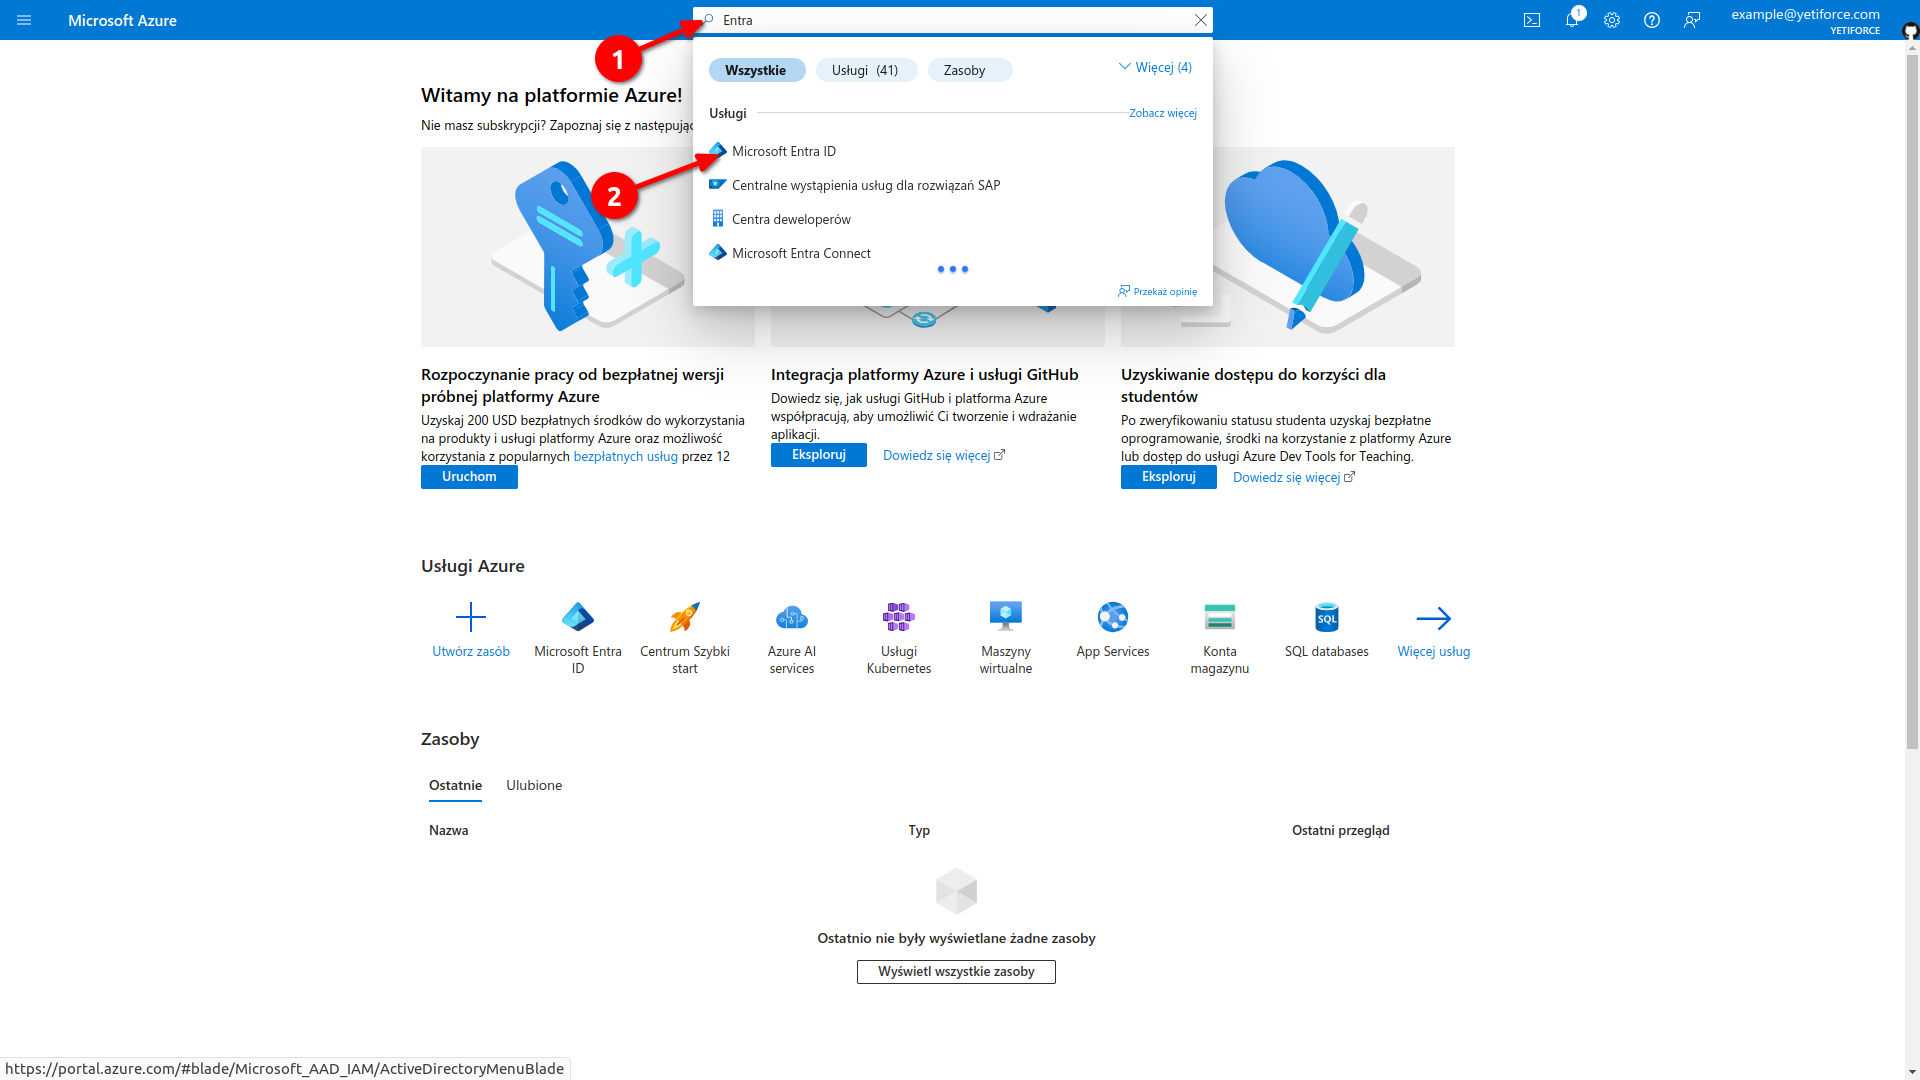 Microsoft Azure
Entra
1
example@yetiforce.com
YETIFORCE
1
Wszystkie
Usługi (41)
Zasoby
Więcej (4)
Usługi
Zobacz więcej
Microsoft Entra ID
2
Centralne wystąpienia usług dla rozwiązań SAP
Centra deweloperów
Microsoft Entra Connect
Przekaż opinię
Witamy na platformie Azure!
Nie masz subskrypcji? Zapoznaj się z następując
Rozpoczynanie pracy od bezpłatnej wersji
próbnej platformy Azure
Uzyskaj 200 USD bezpłatnych środków do wykorzystania
na produkty i usługi platformy Azure oraz możliwość
korzystania z popularnych bezpłatnych usług przez 12
Uruchom
Integracja platformy Azure i usługi GitHub
Dowiedz się, jak usługi GitHub i platforma Azure
współpracują, aby umożliwić Ci tworzenie i wdrażanie
aplikacji.
Eksploruj
Dowiedz się więcej
Uzyskiwanie dostępu do korzyści dla
studentów
Po zweryfikowaniu statusu studenta uzyskaj bezpłatne
oprogramowanie, środki na korzystanie z platformy Azure
lub dostęp do usługi Azure Dev Tools for Teaching.
Eksploruj
Dowiedz się więcej
Usługi Azure
Utwórz zasób
Microsoft Entra
ID
Centrum Szybki
start
Azure AI
services
Usługi
Kubernetes
Maszyny
wirtualne
App Services
Konta
magazynu
SQL
SQL databases
Więcej usług
Zasoby
Ostatnie
Ulubione
Nazwa
Typ
Ostatni przegląd
Ostatnio nie były wyświetlane żadne zasoby
Wyświetl wszystkie zasoby
https://portal.azure.com/#blade/Microsoft_AAD_IAM/ActiveDirectoryMenuBlade